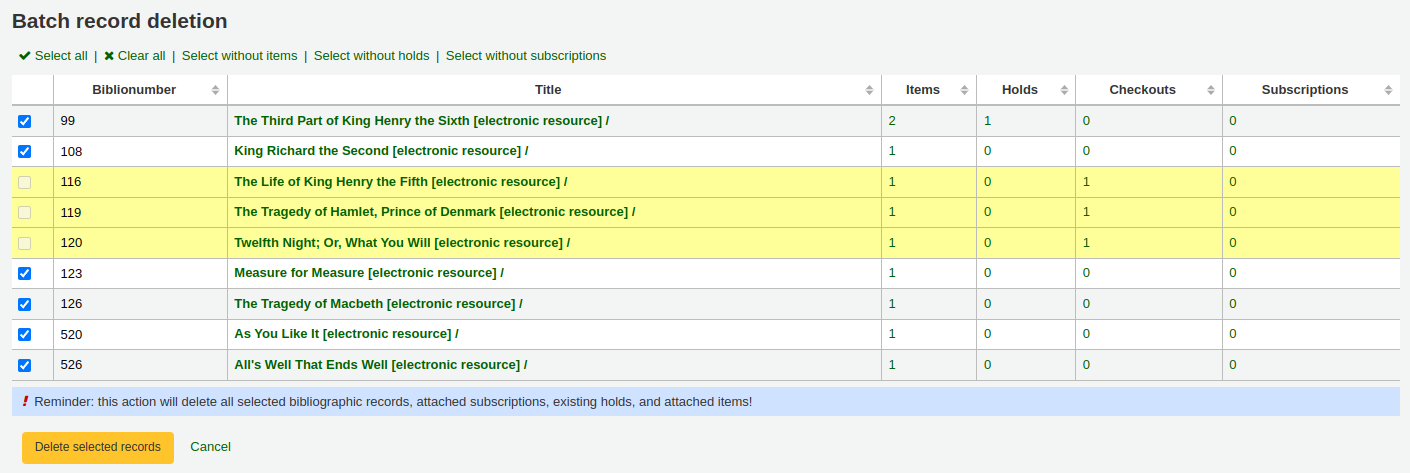 Batch record deletion
Select all | Clear all | Select without items | Select without holds | Select without subscriptions
Biblionumber Title Items Holds Checkouts Subscriptions
99 The Third Part of King Henry the Sixth [electronic resource] / 2 1 0 0
108 King Richard the Second [electronic resource] / 1 0 0 0
116 The Life of King Henry the Fifth [electronic resource] / 1 0 1 0
119 The Tragedy of Hamlet, Prince of Denmark [electronic resource] / 1 0 1 0
120 Twelfth Night; Or, What You Will [electronic resource] / 1 0 1 0
123 Measure for Measure [electronic resource] / 1 0 0 0
126 The Tragedy of Macbeth [electronic resource] / 1 0 0 0
520 As You Like It [electronic resource] / 1 0 0 0
526 All's Well That Ends Well [electronic resource] / 1 0 0 0
! Reminder: this action will delete all selected bibliographic records, attached subscriptions, existing holds, and attached items!
Delete selected records Cancel